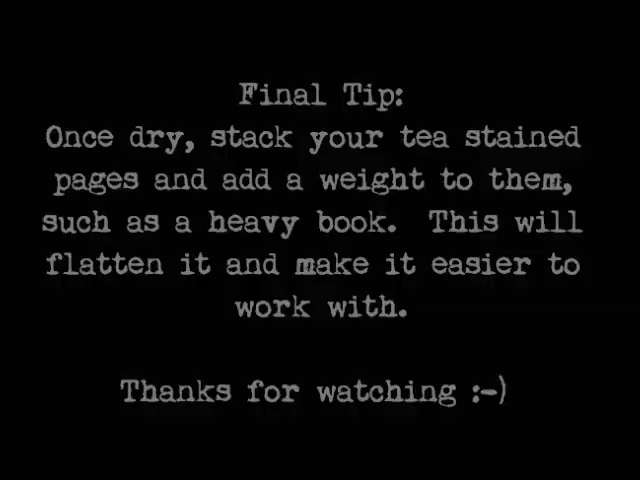 Final Tip:
Once dry, stack your tea stained
pages and add a weight to them,
such as a heavy book.  This will
flatten it and make it easier to
work with.
Thanks for watching :-)